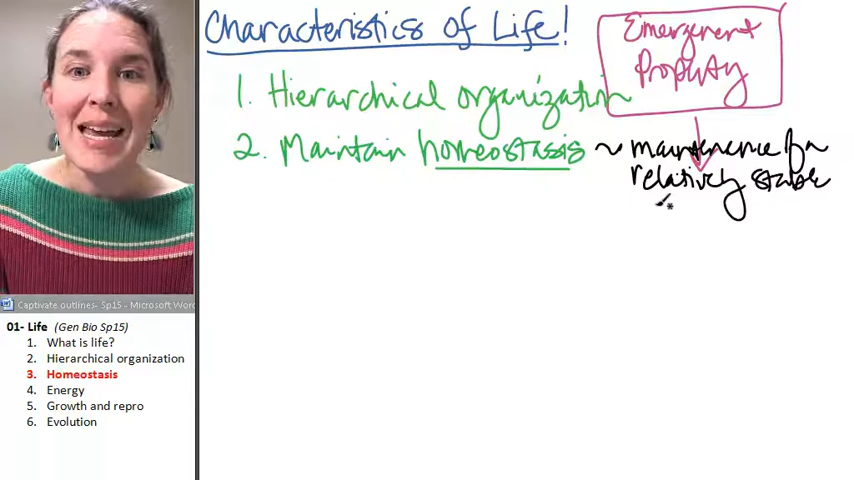 Characteristics of Life!
Emergent
Property
1. Hierarchical organization
2. Maintain homeostasis ~ maintenence of a
relatively stable
Captivate outlines- Sp15 - Microsoft Word
01- Life (Gen Bio Sp15)
1. What is life?
2. Hierarchical organization
3. Homeostasis
4. Energy
5. Growth and repro
6. Evolution